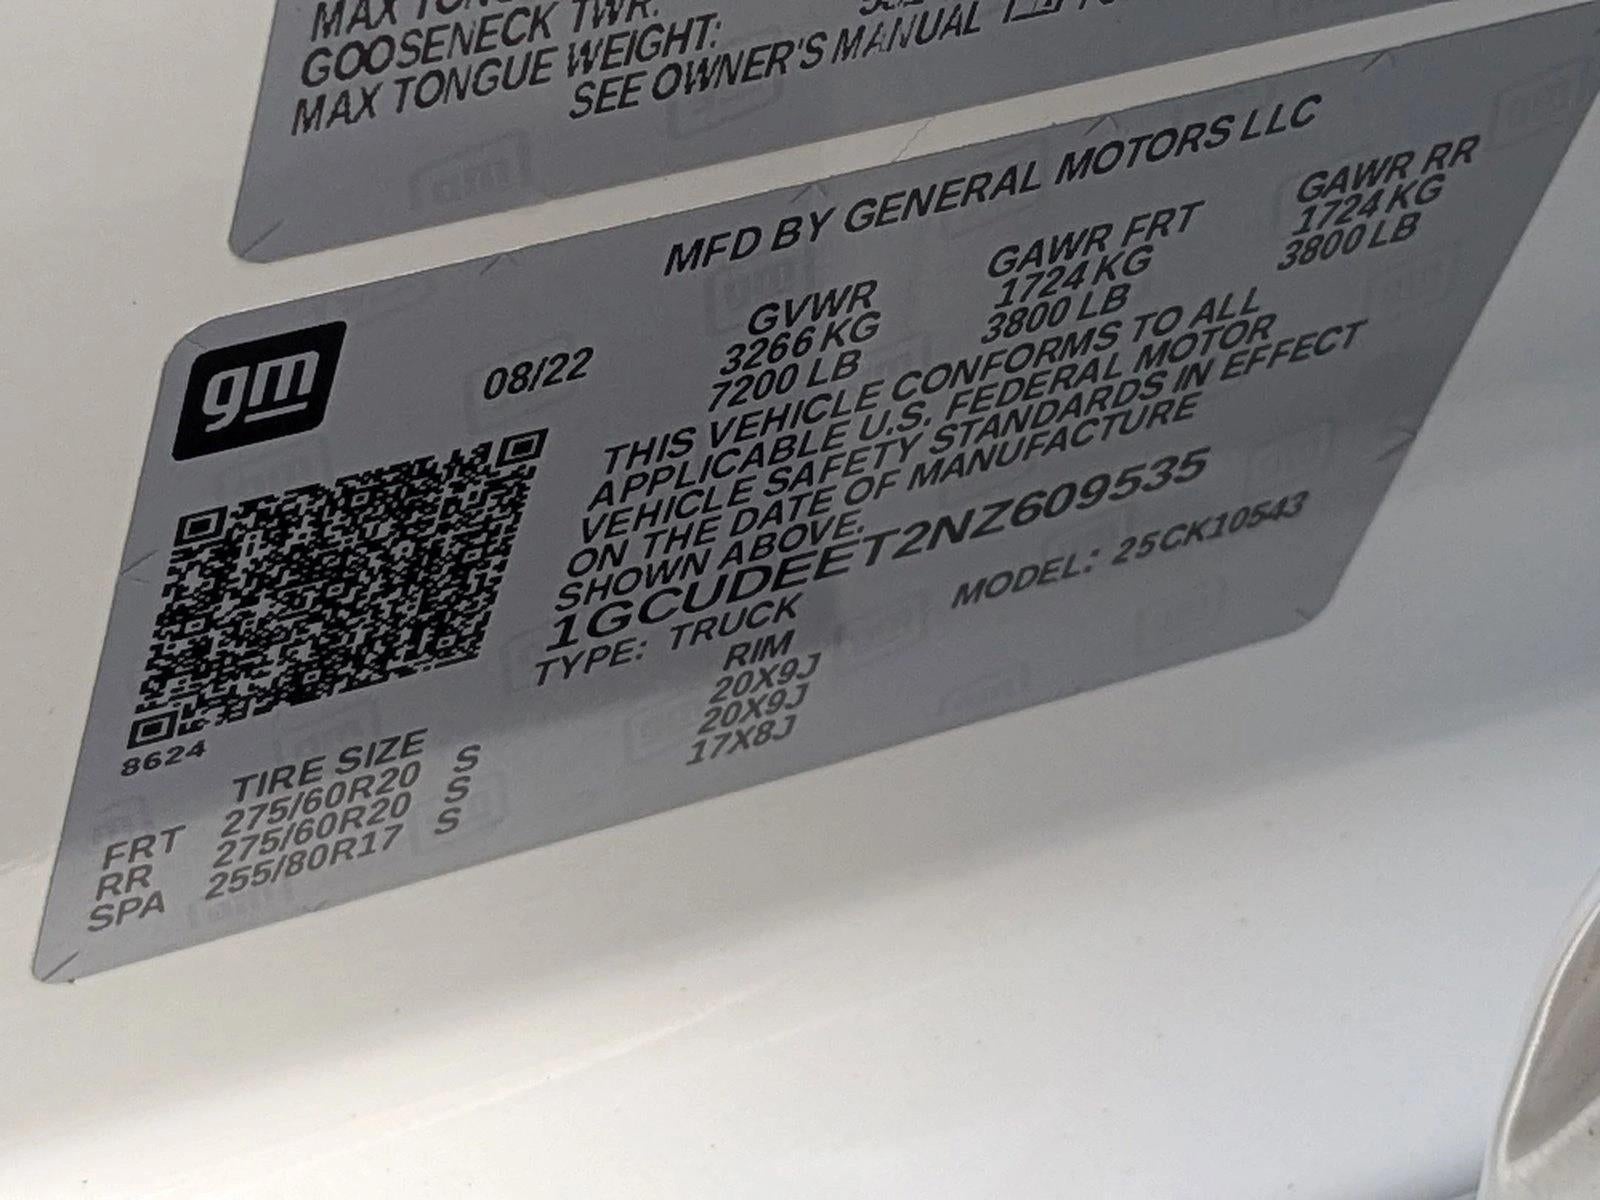 MAX
GOOSENECK TWR:
MAX TONGUE WEIGHT:
SEE OWNER'S MANUAL
MFD BY GENERAL MOTORS LLC
gm
08/22
GVWR GAWR FRT GAWR RR
3266 KG 1724 KG 1724 KG
7200 LB 3800 LB 3800 LB
THIS VEHICLE CONFORMS TO ALL
APPLICABLE U.S. FEDERAL MOTOR
VEHICLE SAFETY STANDARDS IN EFFECT
ON THE DATE OF MANUFACTURE
SHOWN ABOVE.
1GCUDEET2NZ609535
TYPE: TRUCK MODEL: 25CK10543
8624
TIRE SIZE RIM
FRT 275/60R20 S 20X9J
RR 275/60R20 S 20X9J
SPA 255/80R17 S 17X8J